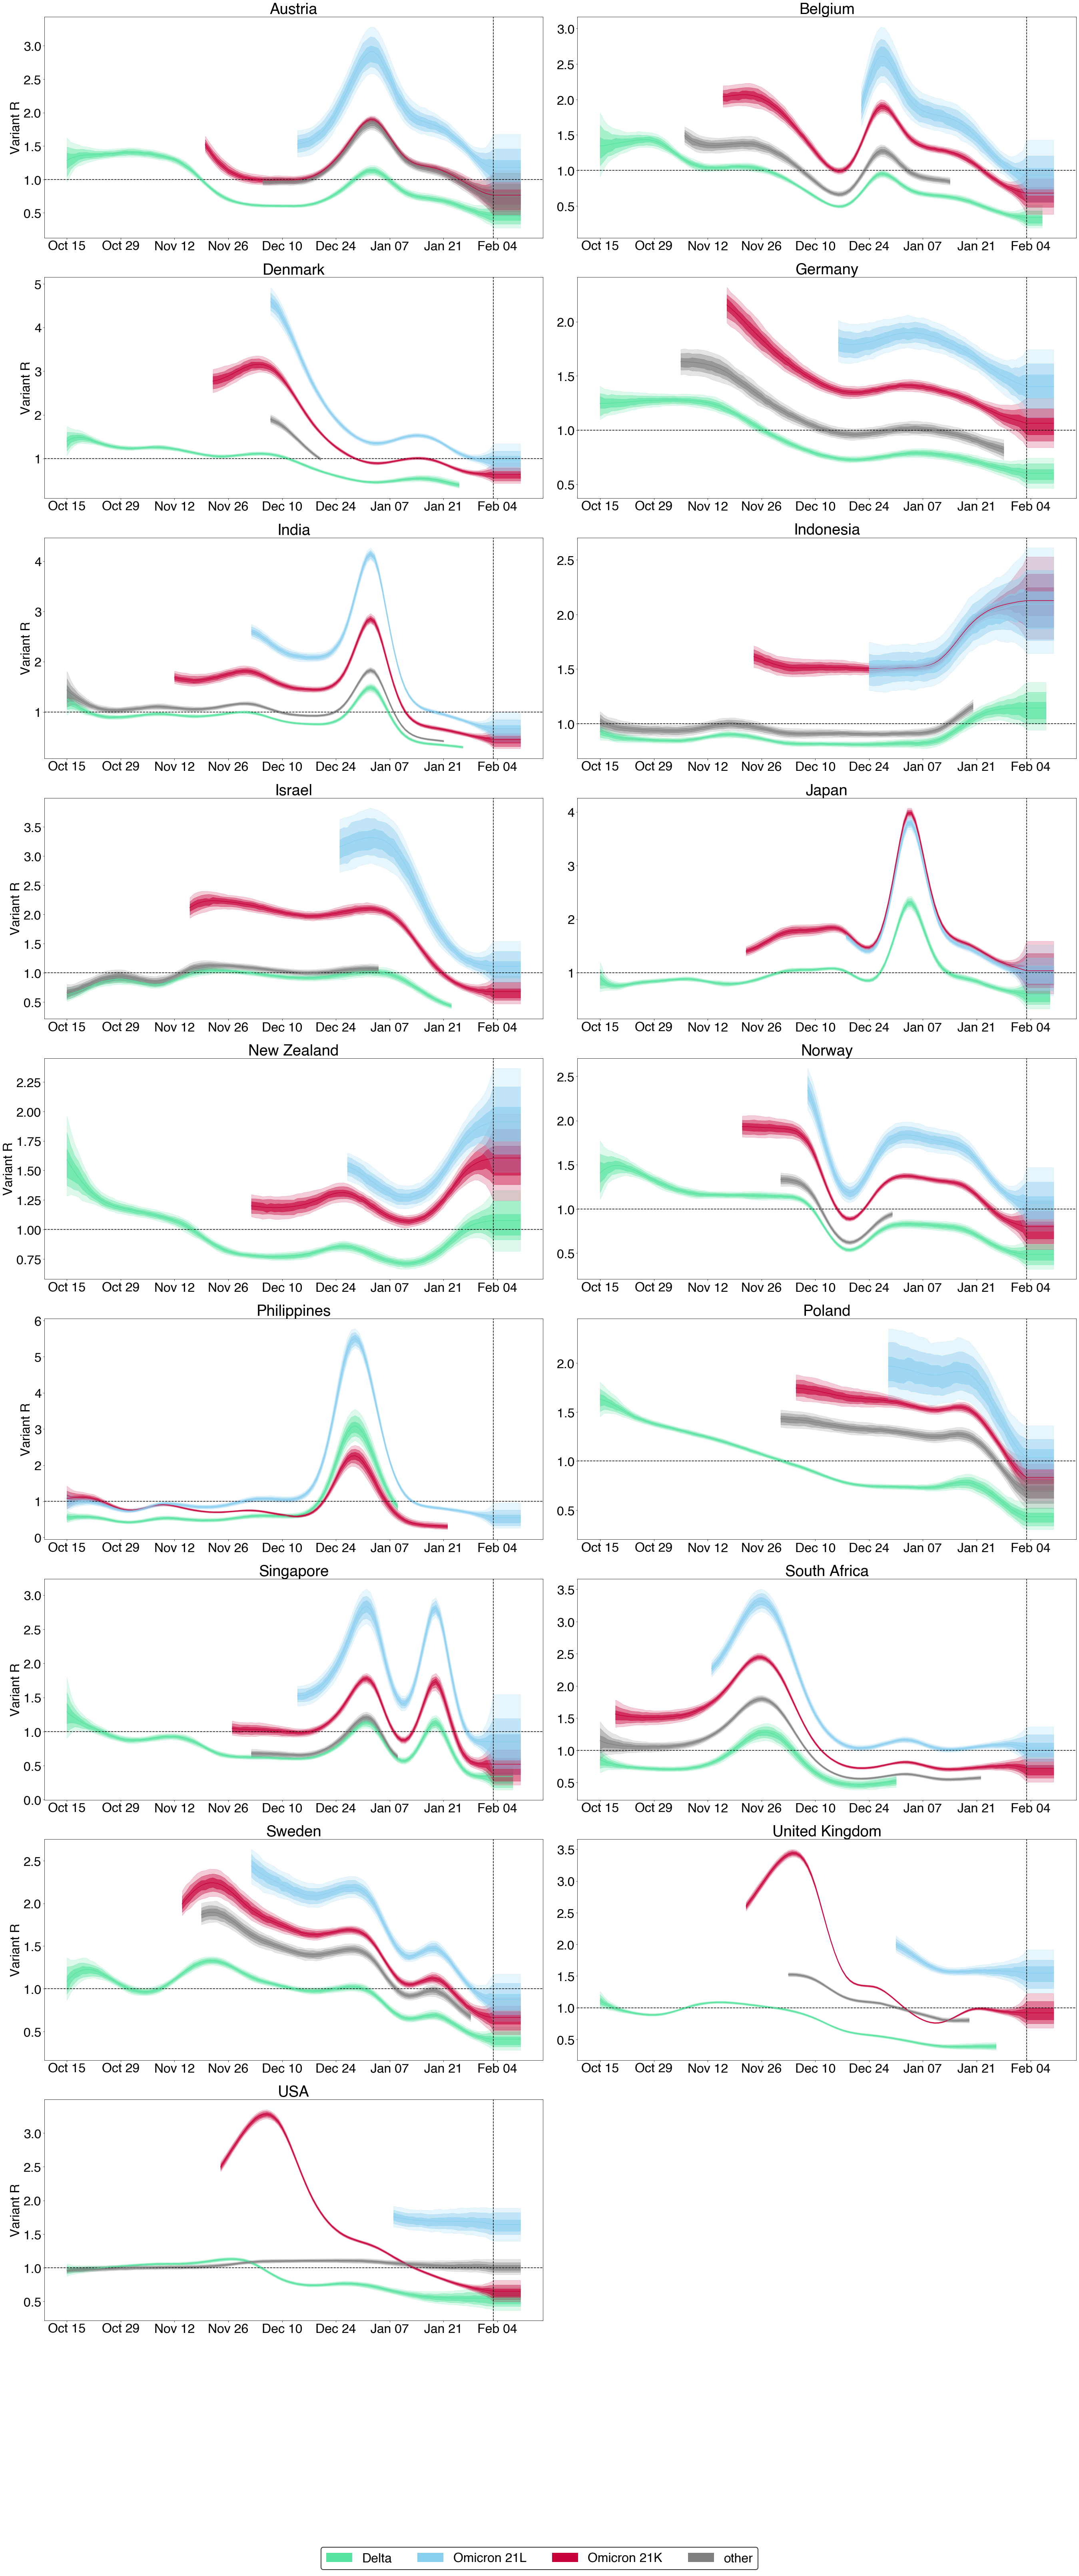 Austria
Belgium
Variant R
3.0
2.5
2.0
1.5
1.0
0.5
3.0
2.5
2.0
1.5
1.0
0.5
Oct 15 Oct 29 Nov 12 Nov 26 Dec 10 Dec 24 Jan 07 Jan 21 Feb 04
Oct 15 Oct 29 Nov 12 Nov 26 Dec 10 Dec 24 Jan 07 Jan 21 Feb 04
Denmark
Germany
Variant R
5
4
3
2
1
2.0
1.5
1.0
0.5
Oct 15 Oct 29 Nov 12 Nov 26 Dec 10 Dec 24 Jan 07 Jan 21 Feb 04
Oct 15 Oct 29 Nov 12 Nov 26 Dec 10 Dec 24 Jan 07 Jan 21 Feb 04
India
Indonesia
Variant R
4
3
2
1
2.5
2.0
1.5
1.0
Oct 15 Oct 29 Nov 12 Nov 26 Dec 10 Dec 24 Jan 07 Jan 21 Feb 04
Oct 15 Oct 29 Nov 12 Nov 26 Dec 10 Dec 24 Jan 07 Jan 21 Feb 04
Israel
Japan
Variant R
3.5
3.0
2.5
2.0
1.5
1.0
0.5
4
3
2
1
Oct 15 Oct 29 Nov 12 Nov 26 Dec 10 Dec 24 Jan 07 Jan 21 Feb 04
Oct 15 Oct 29 Nov 12 Nov 26 Dec 10 Dec 24 Jan 07 Jan 21 Feb 04
New Zealand
Norway
Variant R
2.25
2.00
1.75
1.50
1.25
1.00
0.75
2.5
2.0
1.5
1.0
0.5
Oct 15 Oct 29 Nov 12 Nov 26 Dec 10 Dec 24 Jan 07 Jan 21 Feb 04
Oct 15 Oct 29 Nov 12 Nov 26 Dec 10 Dec 24 Jan 07 Jan 21 Feb 04
Philippines
Poland
Variant R
6
5
4
3
2
1
0
2.0
1.5
1.0
0.5
Oct 15 Oct 29 Nov 12 Nov 26 Dec 10 Dec 24 Jan 07 Jan 21 Feb 04
Oct 15 Oct 29 Nov 12 Nov 26 Dec 10 Dec 24 Jan 07 Jan 21 Feb 04
Singapore
South Africa
Variant R
3.0
2.5
2.0
1.5
1.0
0.5
0.0
3.5
3.0
2.5
2.0
1.5
1.0
0.5
Oct 15 Oct 29 Nov 12 Nov 26 Dec 10 Dec 24 Jan 07 Jan 21 Feb 04
Oct 15 Oct 29 Nov 12 Nov 26 Dec 10 Dec 24 Jan 07 Jan 21 Feb 04
Sweden
United Kingdom
Variant R
2.5
2.0
1.5
1.0
0.5
3.5
3.0
2.5
2.0
1.5
1.0
0.5
Oct 15 Oct 29 Nov 12 Nov 26 Dec 10 Dec 24 Jan 07 Jan 21 Feb 04
Oct 15 Oct 29 Nov 12 Nov 26 Dec 10 Dec 24 Jan 07 Jan 21 Feb 04
USA
Variant R
3.0
2.5
2.0
1.5
1.0
0.5
Oct 15 Oct 29 Nov 12 Nov 26 Dec 10 Dec 24 Jan 07 Jan 21 Feb 04
Delta Omicron 21L Omicron 21K other